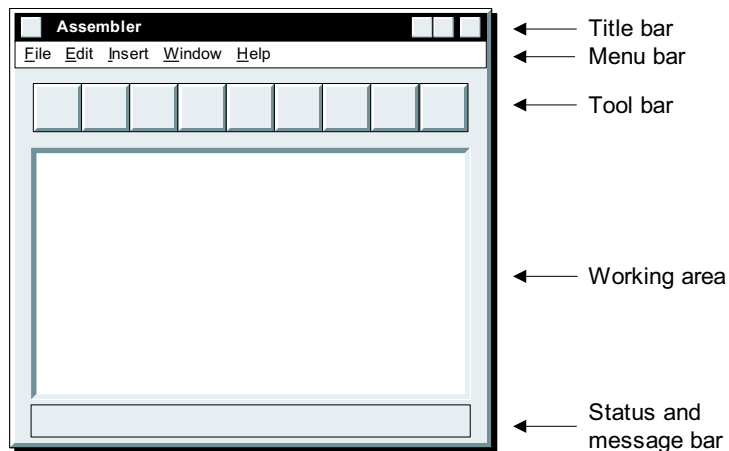 Assembler
File Edit Insert Window Help
Title bar
Menu bar
Tool bar
Working area
Status and
message bar